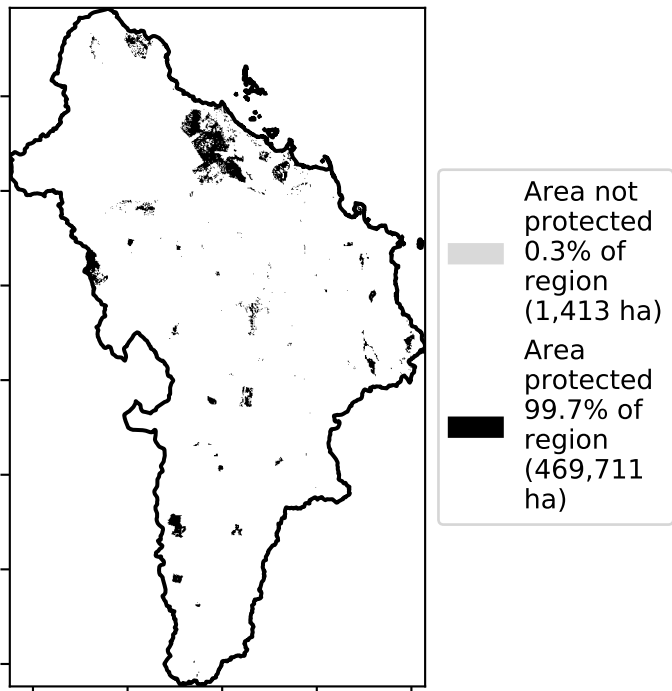 Area not
protected
0.3% of
region
(1,413 ha)
Area
protected
99.7% of
region
(469,711
ha)